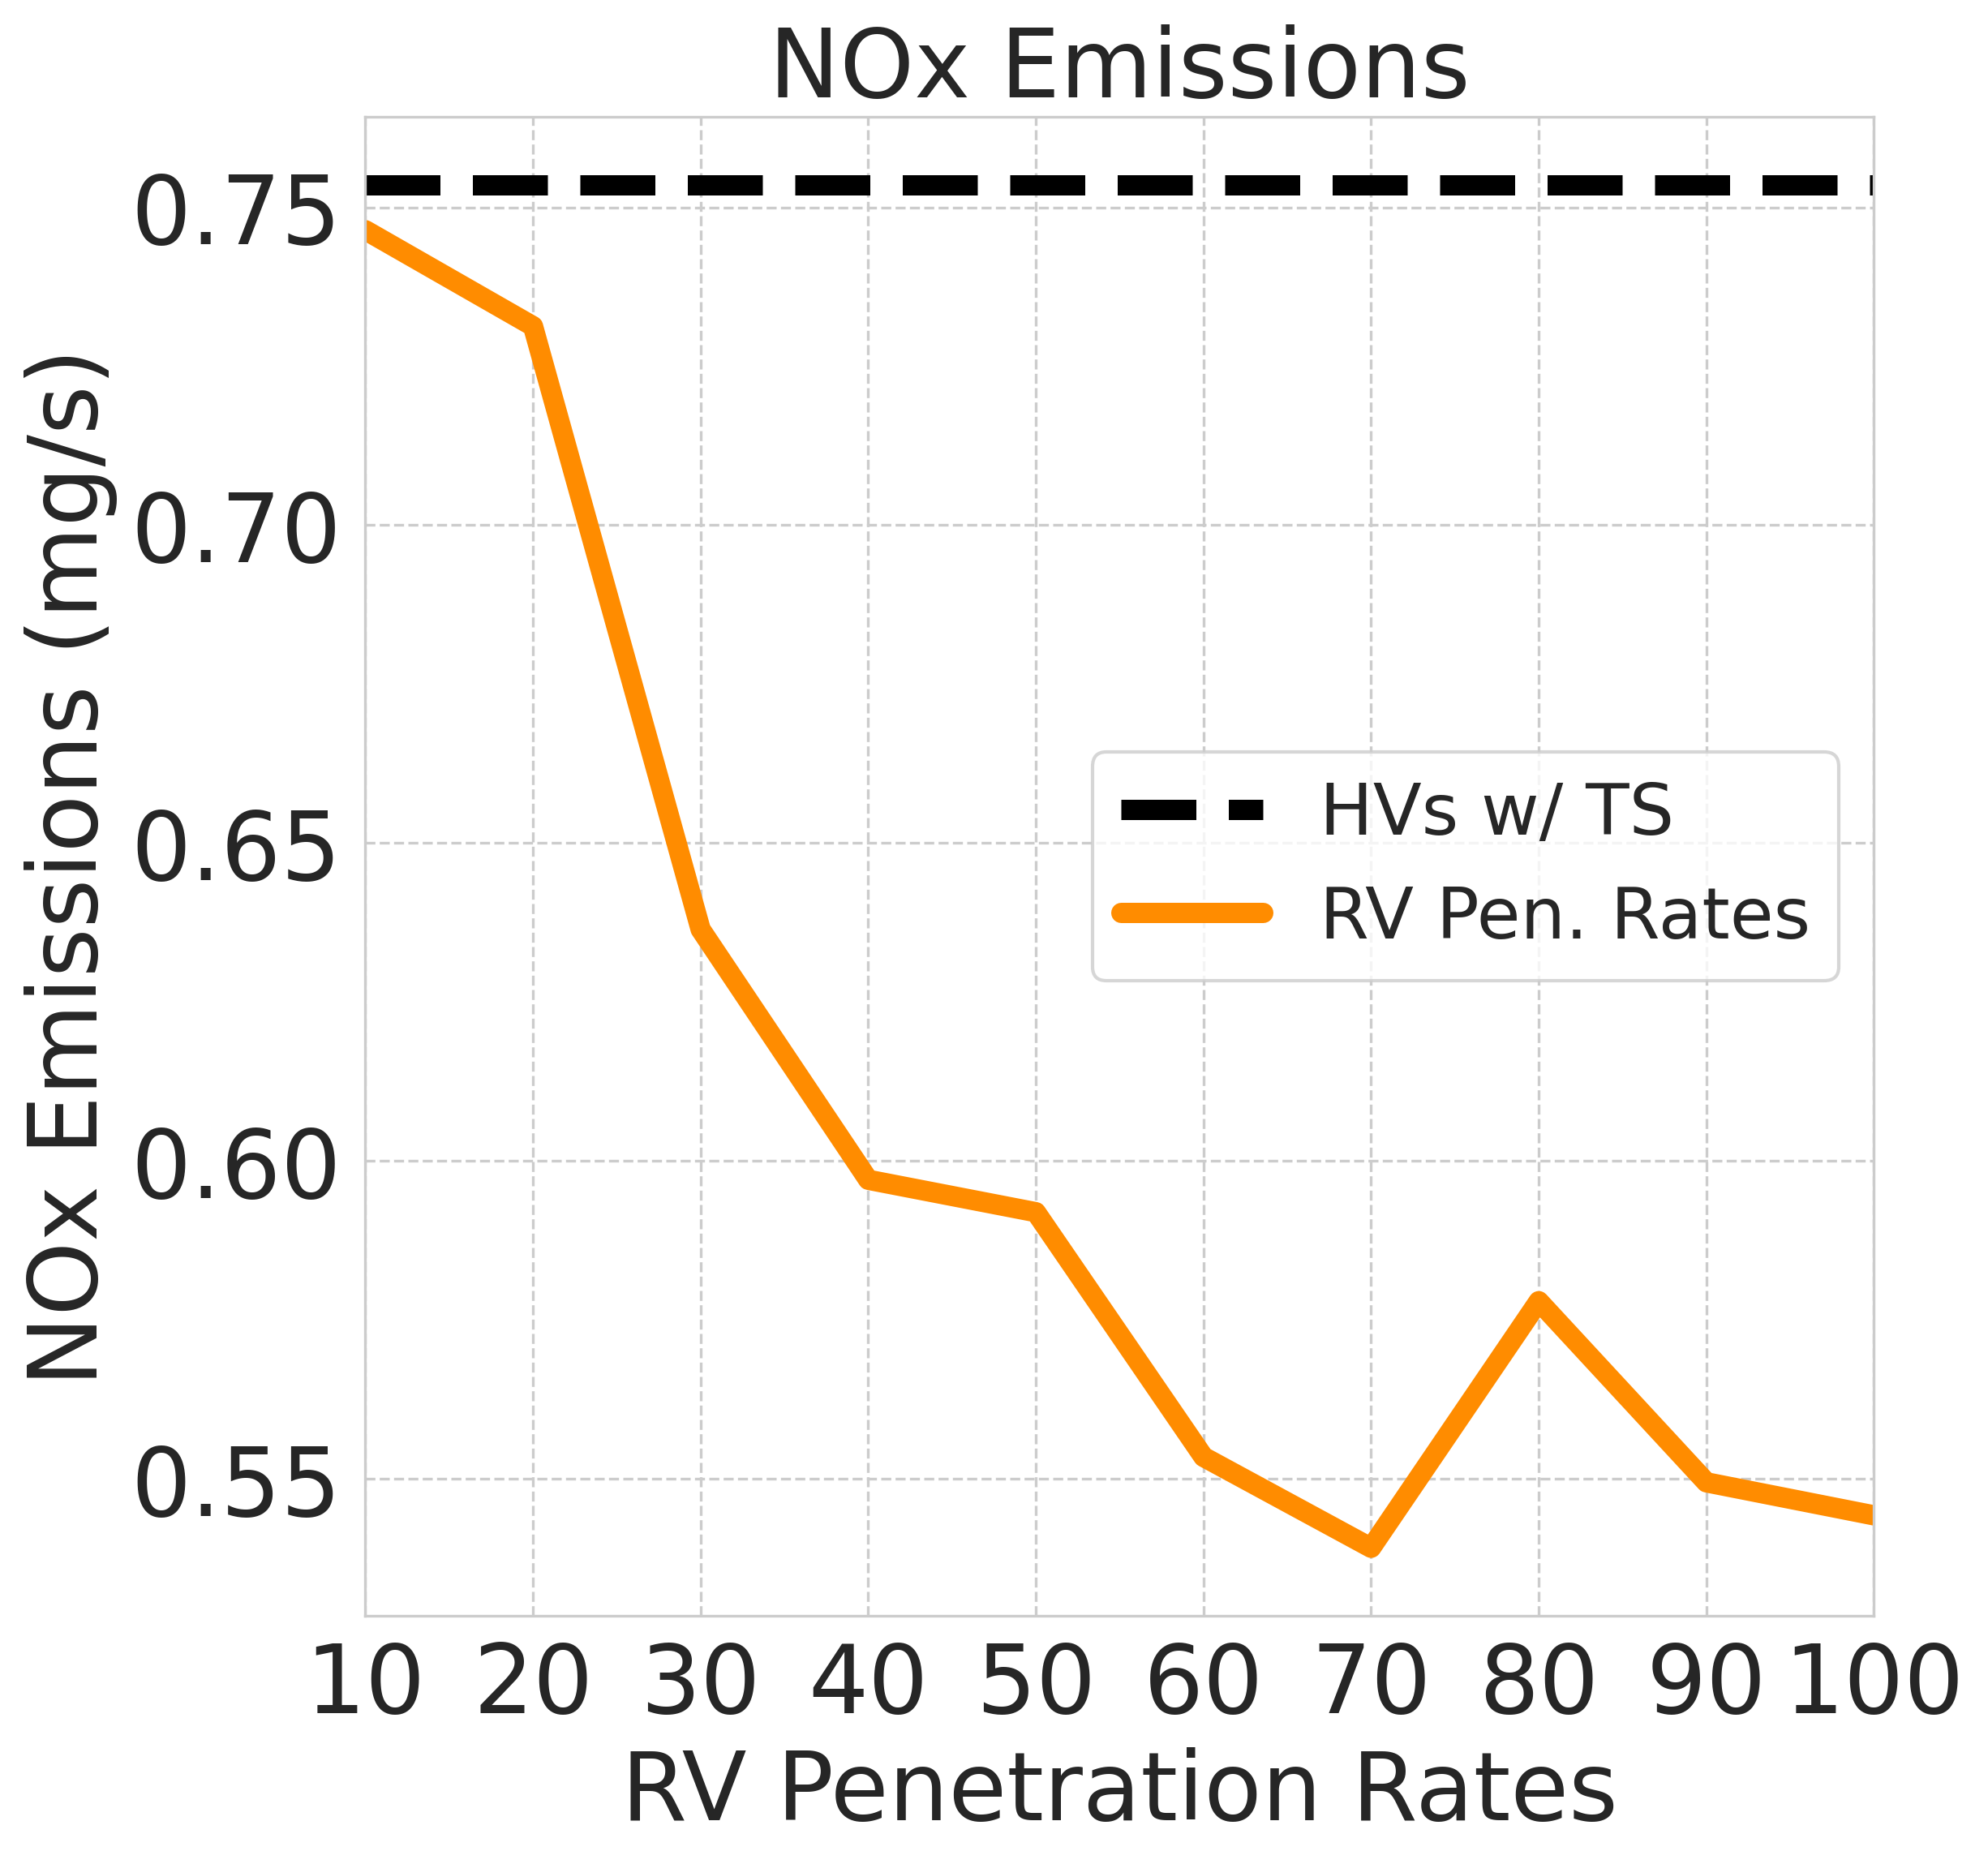 NOx Emissions
NOx Emissions (mg/s)
0.75
0.70
0.65
0.60
0.55
HVs w/ TS
RV Pen. Rates
10 20 30 40 50 60 70 80 90 100
RV Penetration Rates